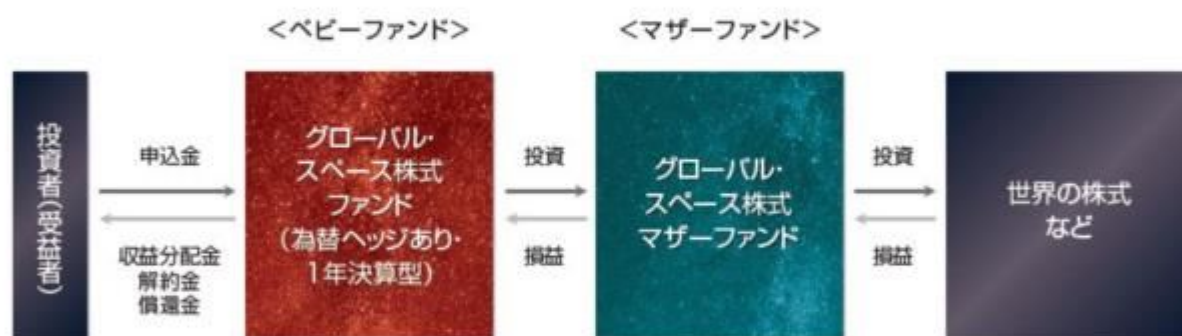 ＜ベビーファンド＞
＜マザーファンド＞
投資者(受益者)
申込金
収益分配金
解約金
償還金
グローバル・
スペース株式
ファンド
(為替ヘッジあり・
1年決算型)
投資
損益
グローバル・
スペース株式
マザーファンド
投資
損益
世界の株式
など